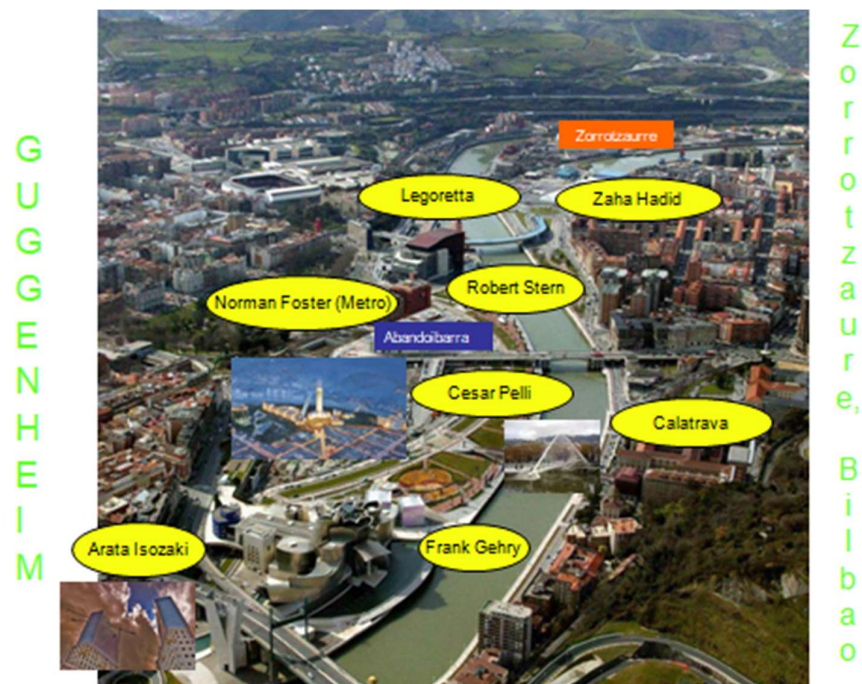 GUGGENHEIM
Zorrotzaurre, Bilbao
Zorrotzaurre
Legoretta
Zaha Hadid
Robert Stern
Norman Foster (Metro)
Abandoibarra
Cesar Pelli
Calatrava
Arata Isozaki
Frank Gehry